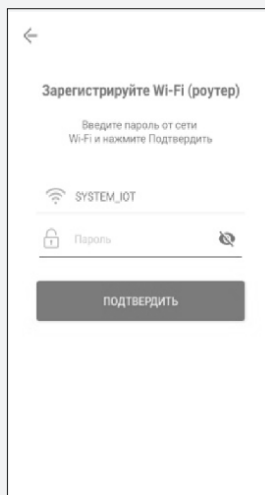 Зарегистрируйте Wi-Fi (роутер)
Введите пароль от сети
Wi-Fi и нажмите Подтвердить
SYSTEM_IOT
Пароль
ПОДТВЕРДИТЬ